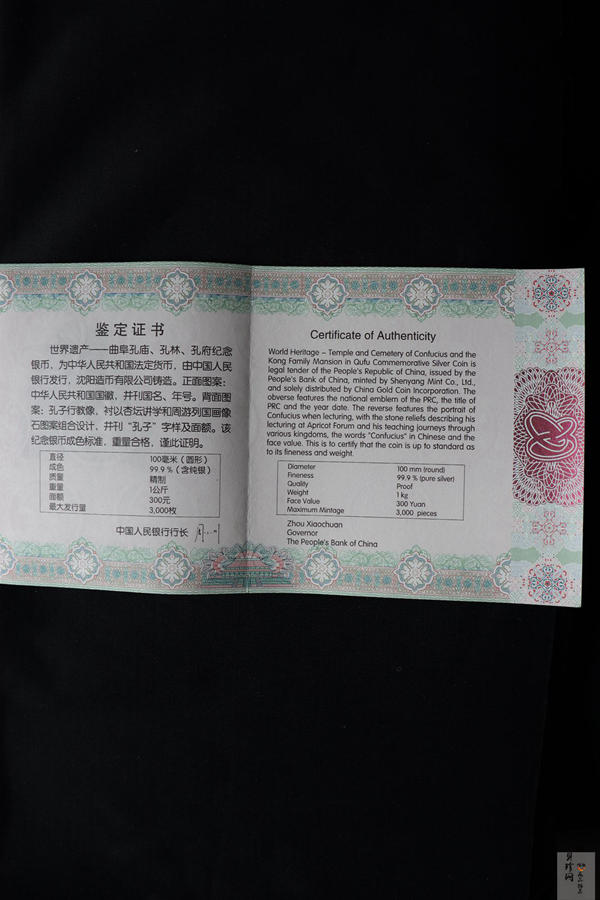 鉴定证书
世界遗产——曲阜孔庙、孔林、孔府纪念
银币，为中华人民共和国法定货币，由中国人民
银行发行，沈阳造币有限公司铸造。正面图案：
中华人民共和国国徽，并刊国名、年号。背面图
案：孔子行教像，衬以杏坛讲学和周游列国画像
石图案组合设计，并刊“孔子”字样及面额。该
纪念银币成色标准，重量合格，谨此证明。
直径 100毫米（圆形）
成色 99.9％（含纯银）
质量 精制
重量 1公斤
面额 300元
最大发行量 3,000枚
中国人民银行行长
Certificate of Authenticity
World Heritage – Temple and Cemetery of Confucius and the
Kong Family Mansion in Qufu Commemorative Silver Coin is
legal tender of the People's Republic of China, issued by the
People's Bank of China, minted by Shenyang Mint Co., Ltd.,
and solely distributed by China Gold Coin Incorporation. The
obverse features the national emblem of the PRC, the title of
PRC and the year date. The reverse features the portrait of
Confucius when lecturing, with the stone reliefs describing his
lecturing at Apricot Forum and his teaching journeys through
various kingdoms, the words "Confucius" in Chinese and the
face value. This is to certify that the coin is up to standard as
to its fineness and weight.
Diameter 100 mm (round)
Fineness 99.9 % (pure silver)
Quality Proof
Weight 1 kg
Face Value 300 Yuan
Maximum Mintage 3,000 pieces
Zhou Xiaochuan
Governor
The People's Bank of China